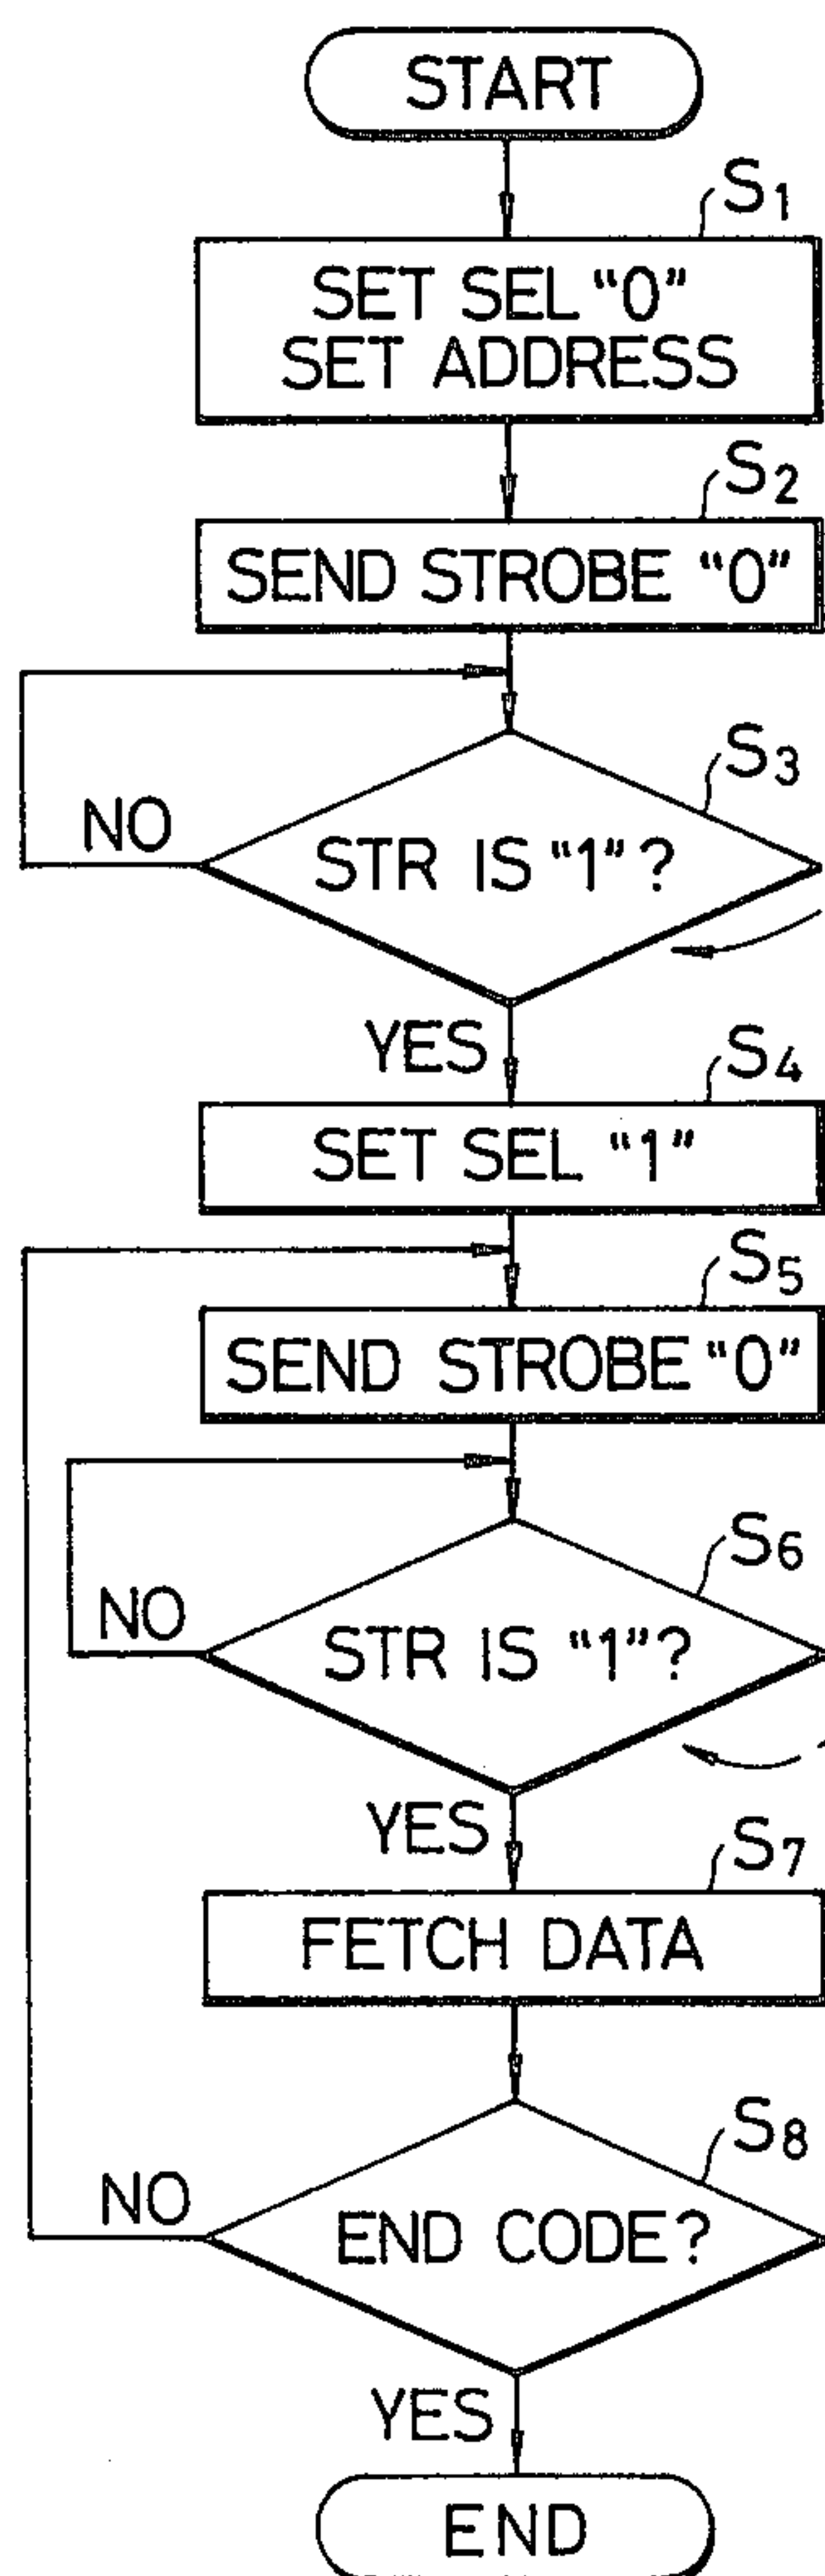 START
S1
SET SEL "0"
SET ADDRESS
S2
SEND STROBE "0"
S3
STR IS "1"?
NO
YES
S4
SET SEL "1"
S5
SEND STROBE "0"
S6
STR IS "1"?
NO
YES
S7
FETCH DATA
S8
END CODE?
NO
YES
END